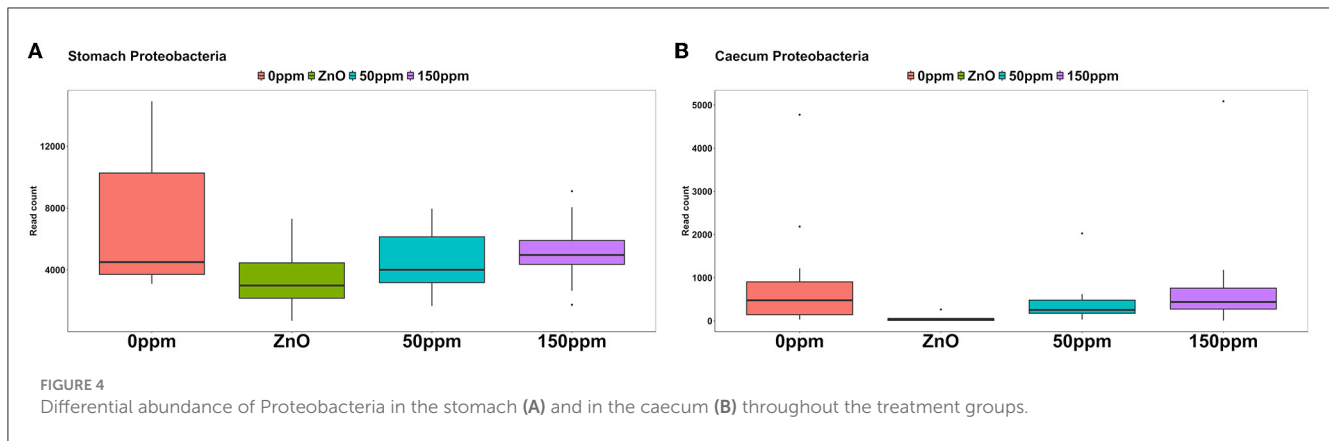 A
Stomach Proteobacteria
0ppm ZnO 50ppm 150ppm
Read count
12000
8000
4000
0ppm ZnO 50ppm 150ppm
B
Caecum Proteobacteria
0ppm ZnO 50ppm 150ppm
Read count
5000
4000
3000
2000
1000
0
0ppm ZnO 50ppm 150ppm
FIGURE 4
Differential abundance of Proteobacteria in the stomach (A) and in the caecum (B) throughout the treatment groups.